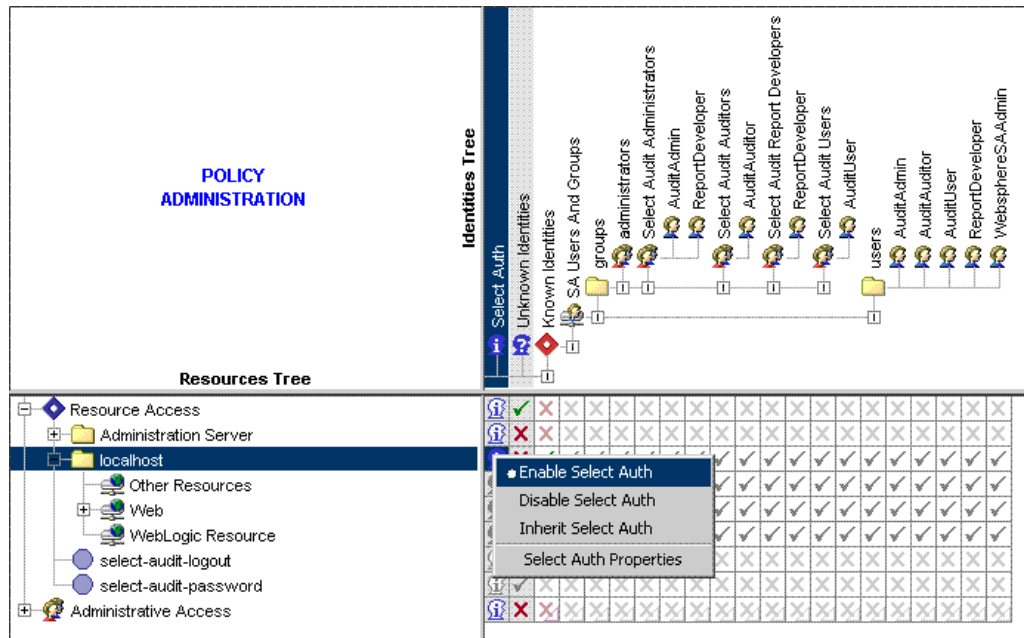 POLICY
ADMINISTRATION
Identities Tree
Resources Tree
Select Auth
Unknown Identities
Known Identities
SA Users And Groups
groups
administrators
Select Audit Administrators
AuditAdmin
ReportDeveloper
Select Audit Auditors
AuditAuditor
Select Audit Report Developers
ReportDeveloper
Select Audit Users
AuditUser
users
AuditAdmin
AuditAuditor
AuditUser
ReportDeveloper
WebsphereSAAdmin
Resource Access
Administration Server
localhost
Other Resources
Web
WebLogic Resource
select-audit-logout
select-audit-password
Administrative Access
Enable Select Auth
Disable Select Auth
Inherit Select Auth
Select Auth Properties